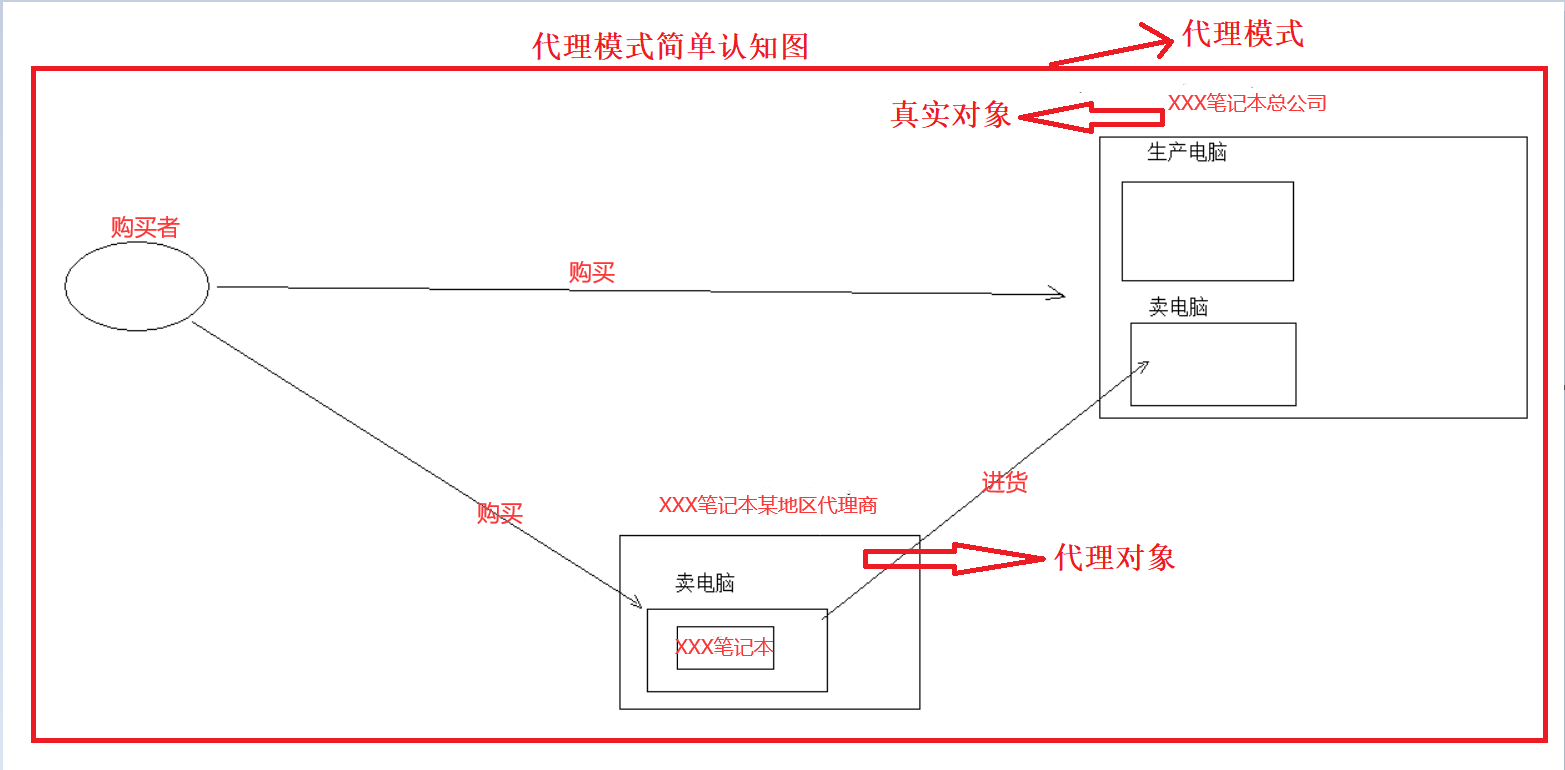 代理模式简单认知图
代理模式
真实对象
XXX笔记本总公司
生产电脑
购买者
购买
卖电脑
进货
XXX笔记本某地区代理商
购买
代理对象
卖电脑
XXX笔记本